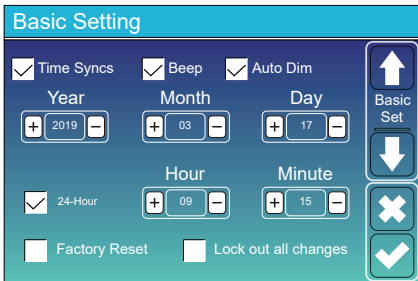 Basic Setting
Time Syncs Beep Auto Dim
Year Month Day
+ 2019 − + 03 − + 17 −
Basic
Set
Hour Minute
24-Hour + 09 − + 15 −
Factory Reset Lock out all changes